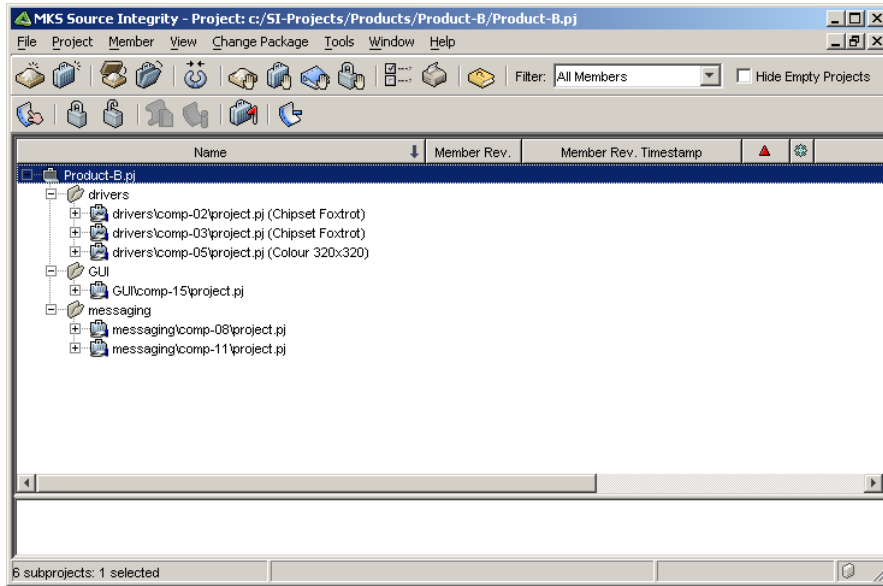 MKS Source Integrity - Project: c:/SI-Projects/Products/Product-B/Product-B.pj
File Project Member View Change Package Tools Window Help
Filter: All Members Hide Empty Projects
Name Member Rev. Member Rev. Timestamp
Product-B.pj
drivers
drivers\comp-02\project.pj (Chipset Foxtrot)
drivers\comp-03\project.pj (Chipset Foxtrot)
drivers\comp-05\project.pj (Colour 320x320)
GUI
GUI\comp-15\project.pj
messaging
messaging\comp-08\project.pj
messaging\comp-11\project.pj
6 subprojects: 1 selected